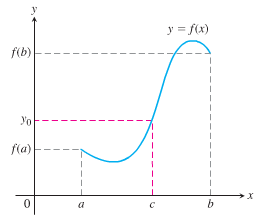 y
y = f(x)
f(b)
y₀
f(a)
0 a c b x